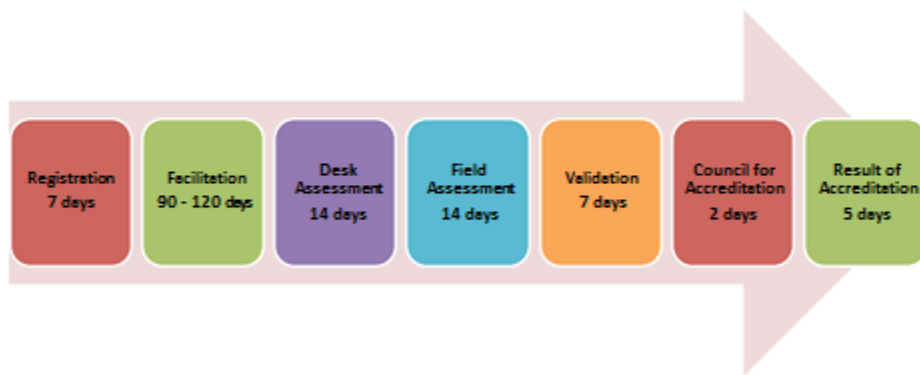 Registration
7 days
Facilitation
90 - 120 days
Desk
Assessment
14 days
Field
Assessment
14 days
Validation
7 days
Council for
Accreditation
2 days
Result of
Accreditation
5 days